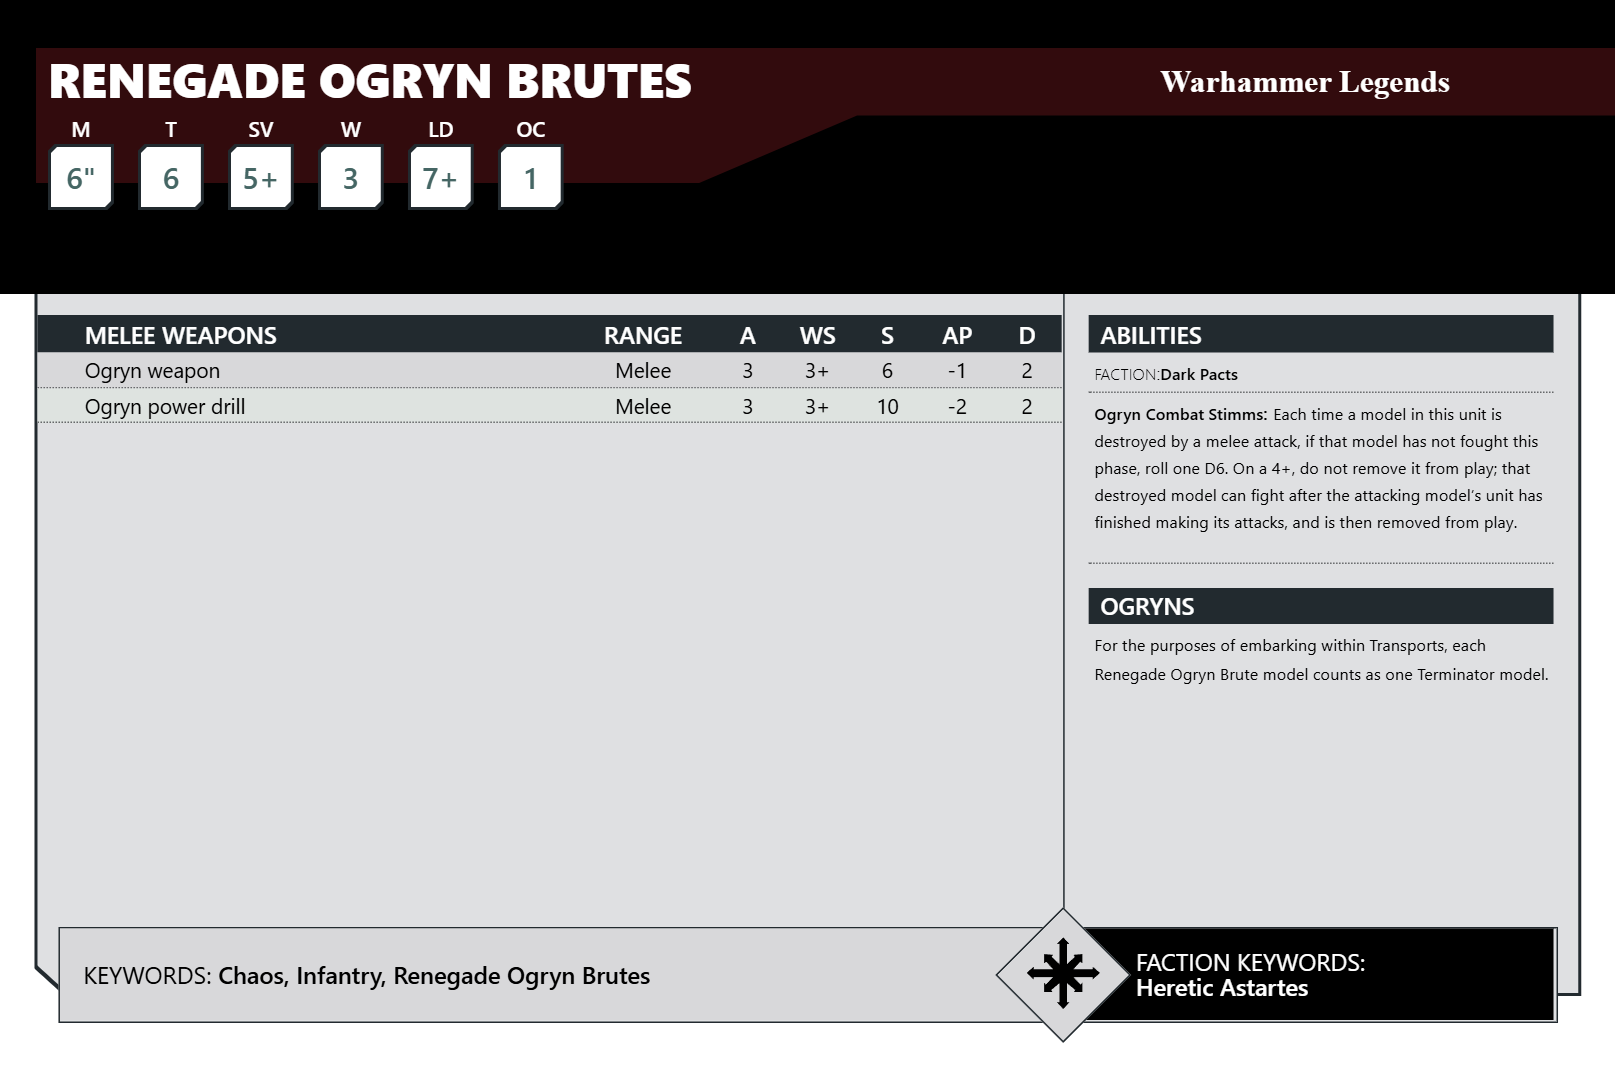 RENEGADE OGRYN BRUTES
Warhammer Legends
M T SV W LD OC
6" 6 5+ 3 7+ 1
MELEE WEAPONS RANGE A WS S AP D
Ogryn weapon Melee 3 3+ 6 -1 2
Ogryn power drill Melee 3 3+ 10 -2 2
ABILITIES
FACTION:Dark Pacts
Ogryn Combat Stimms: Each time a model in this unit is
destroyed by a melee attack, if that model has not fought this
phase, roll one D6. On a 4+, do not remove it from play; that
destroyed model can fight after the attacking model's unit has
finished making its attacks, and is then removed from play.
OGRYNS
For the purposes of embarking within Transports, each
Renegade Ogryn Brute model counts as one Terminator model.
KEYWORDS: Chaos, Infantry, Renegade Ogryn Brutes
FACTION KEYWORDS:
Heretic Astartes